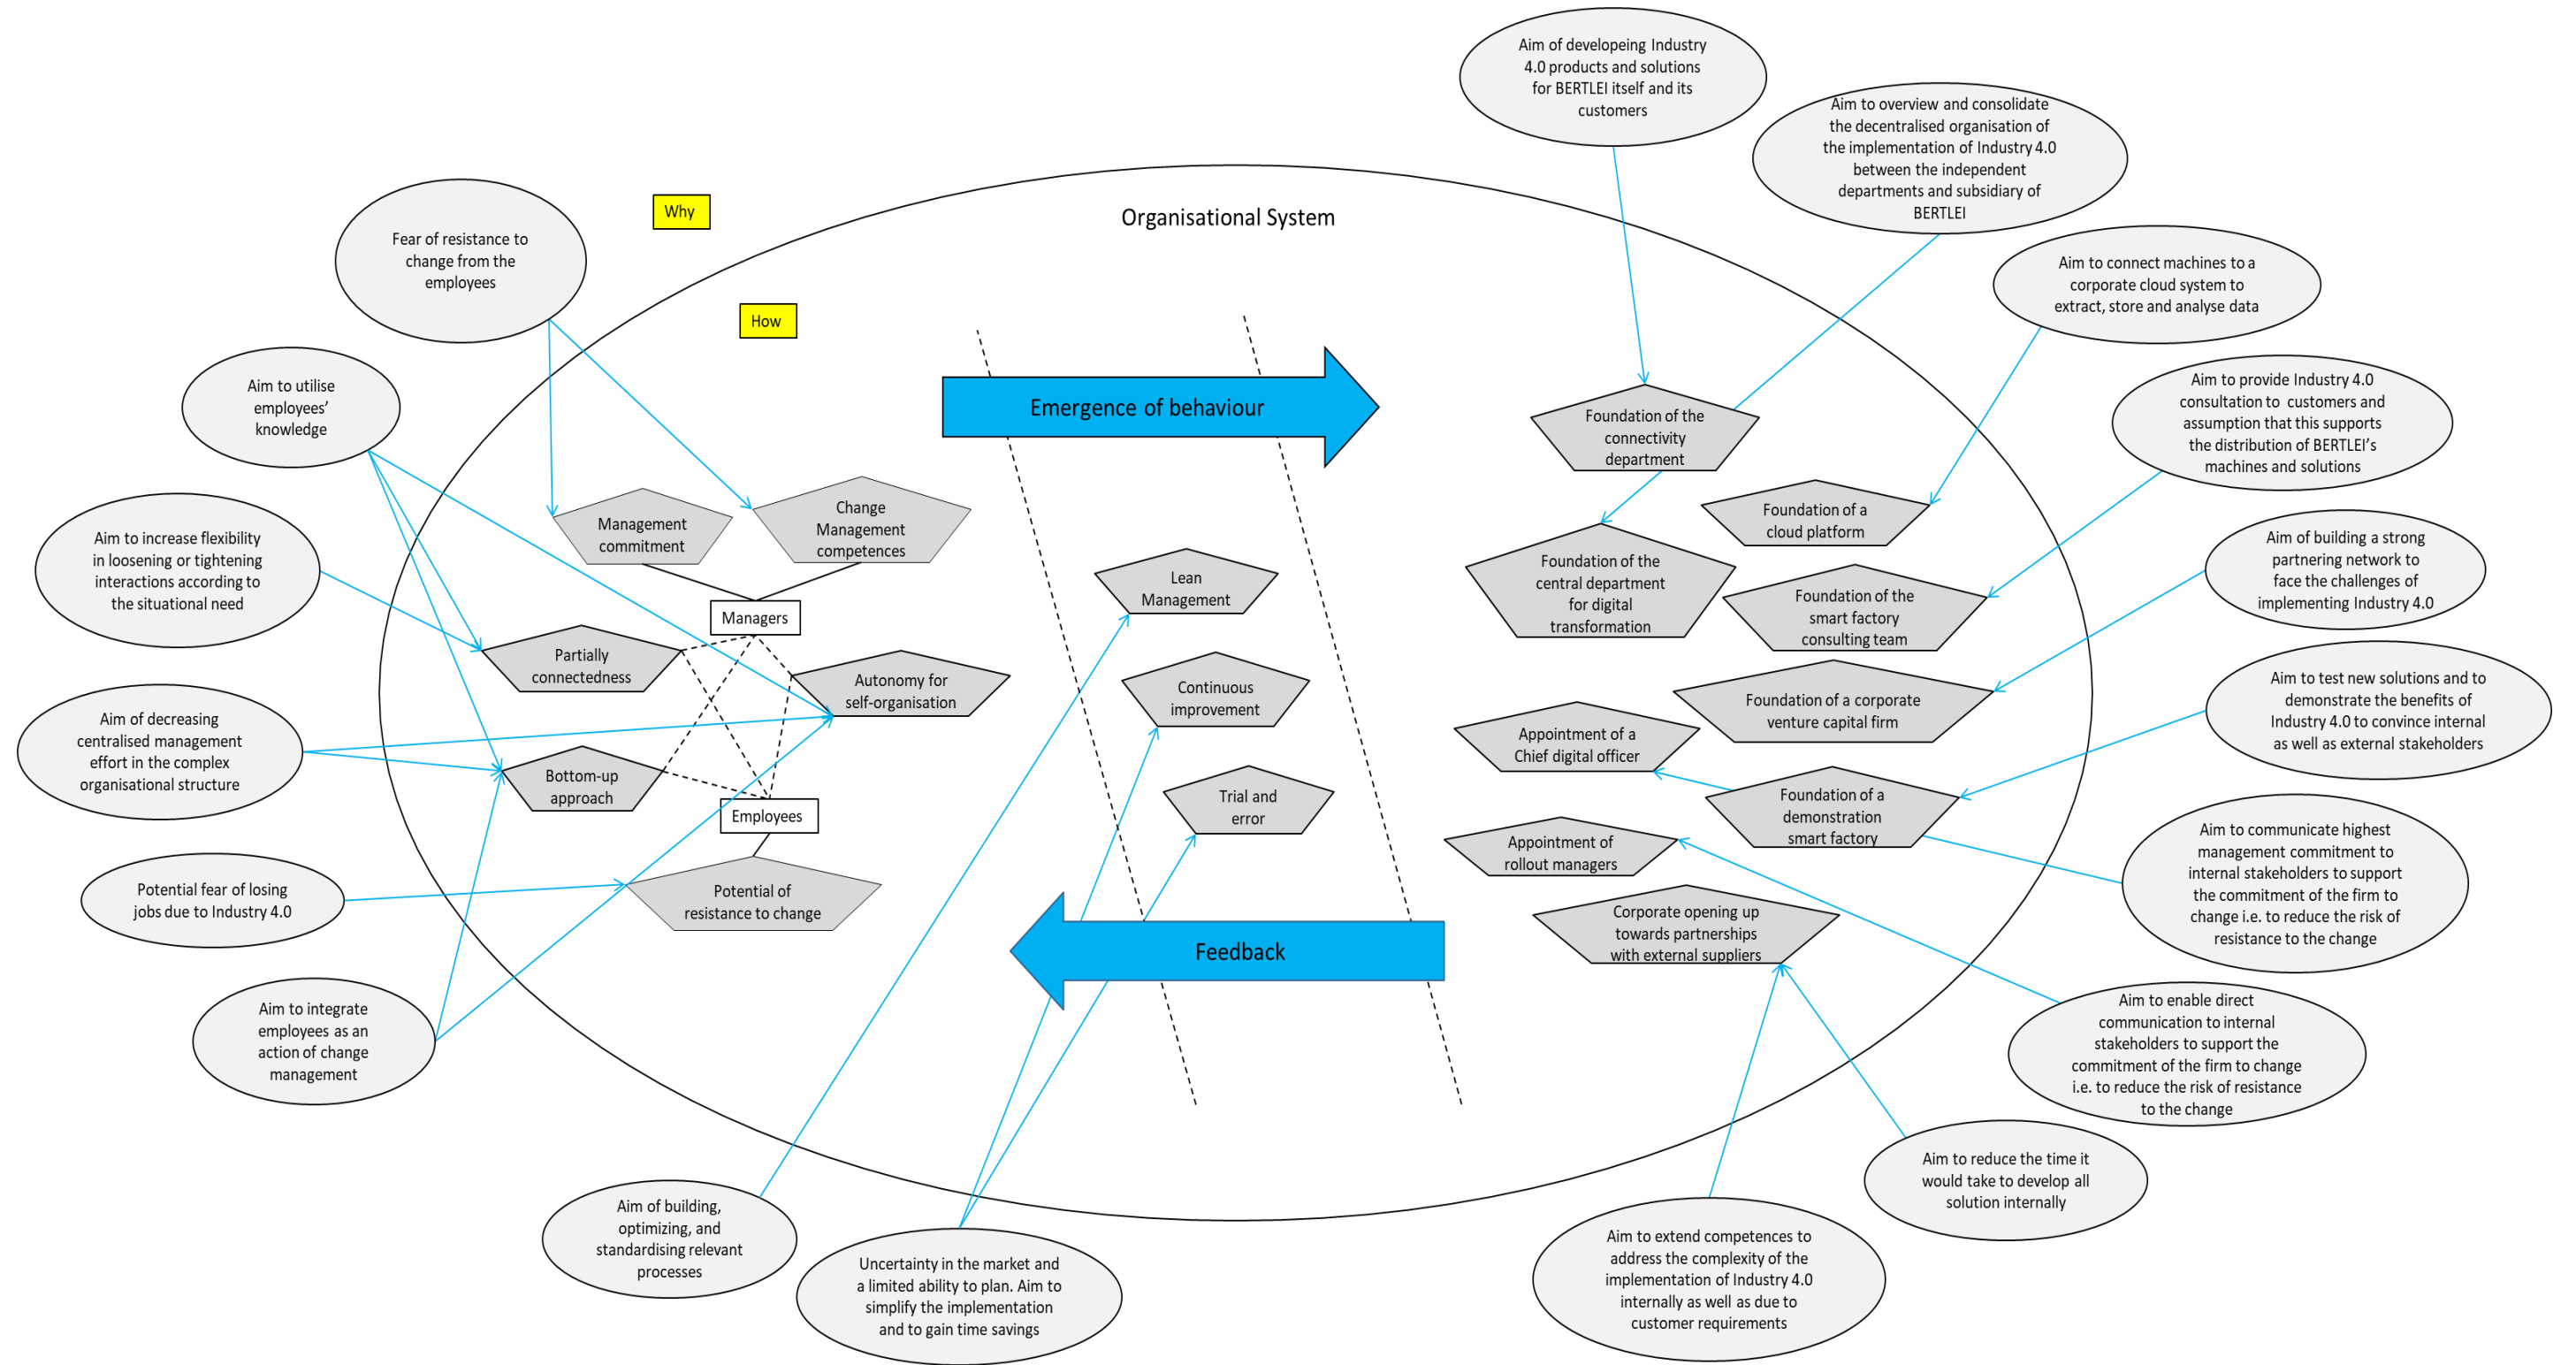 Aim of developeing Industry
4.0 products and solutions
for BERTLEI itself and its
customers
Aim to overview and consolidate
the decentralised organisation of
the implementation of Industry 4.0
between the independent
departments and subsidiary of
BERTLEI
Why
Organisational System
Fear of resistance to
change from the
employees
Aim to connect machines to a
corporate cloud system to
extract, store and analyse data
How
Aim to utilise
employees’
knowledge
Emergence of behaviour
Foundation of the
connectivity
department
Aim to provide Industry 4.0
consultation to customers and
assumption that this supports
the distribution of BERTLEI’s
machines and solutions
Management
commitment
Change
Management
competences
Foundation of a
cloud platform
Aim to increase flexibility
in loosening or tightening
interactions according to
the situational need
Lean
Management
Foundation of the
central department
for digital
transformation
Foundation of the
smart factory
consulting team
Aim of building a strong
partnering network to
face the challenges of
implementing Industry 4.0
Managers
Partially
connectedness
Autonomy for
self-organisation
Continuous
improvement
Foundation of a corporate
venture capital firm
Appointment of a
Chief digital officer
Aim to test new solutions and to
demonstrate the benefits of
Industry 4.0 to convince internal
as well as external stakeholders
Aim of decreasing
centralised management
effort in the complex
organisational structure
Bottom-up
approach
Employees
Trial and
error
Foundation of a
demonstration
smart factory
Appointment of
rollout managers
Aim to communicate highest
management commitment to
internal stakeholders to support
the commitment of the firm to
change i.e. to reduce the risk of
resistance to the change
Potential fear of losing
jobs due to Industry 4.0
Potential of
resistance to change
Corporate opening up
towards partnerships
with external suppliers
Feedback
Aim to integrate
employees as an
action of change
management
Aim to enable direct
communication to internal
stakeholders to support the
commitment of the firm to change
i.e. to reduce the risk of resistance
to the change
Aim to reduce the time it
would take to develop all
solution internally
Aim of building,
optimizing, and
standardising relevant
processes
Uncertainty in the market and
a limited ability to plan. Aim to
simplify the implementation
and to gain time savings
Aim to extend competences to
address the complexity of the
implementation of Industry 4.0
internally as well as due to
customer requirements